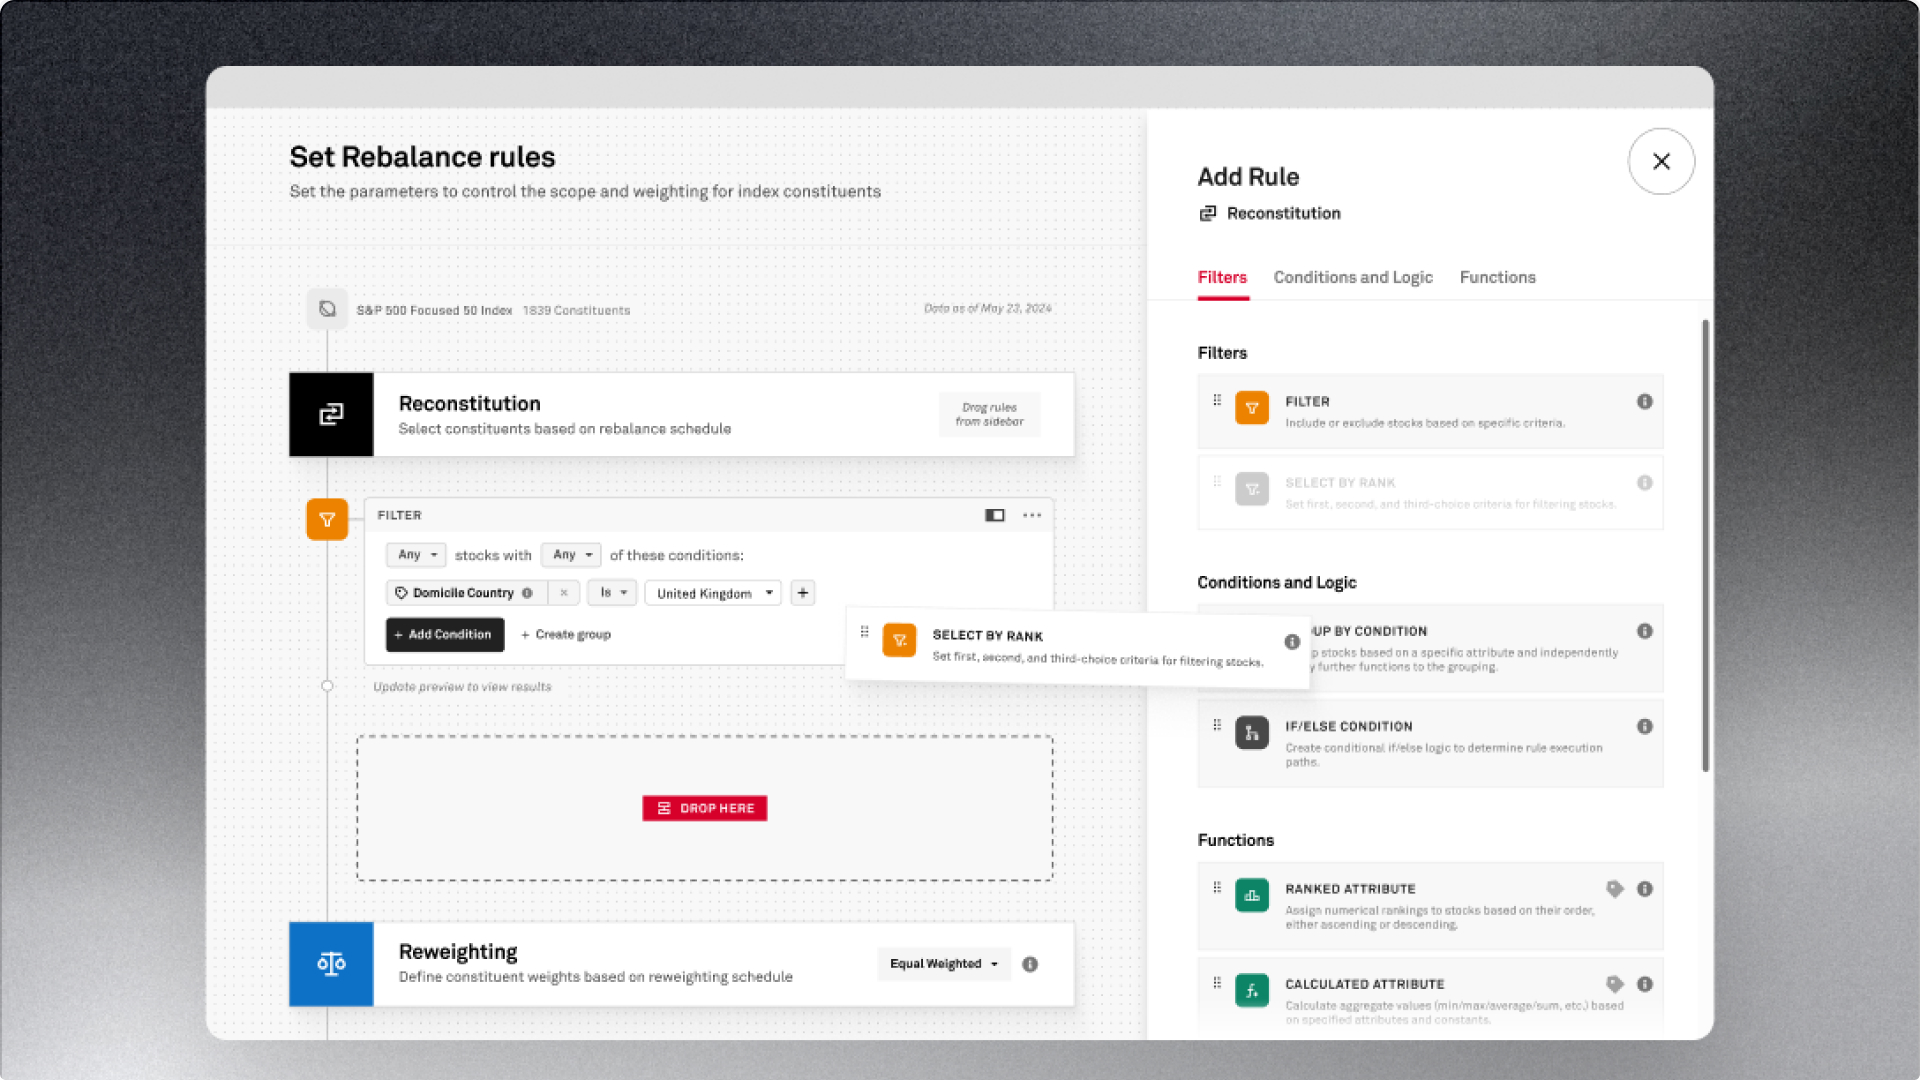 Set Rebalance rules
Set the parameters to control the scope and weighting for index constituents
S&P 500 Focused 50 Index 1839 Constituents
Data as of May 23, 2024
Reconstitution
Select constituents based on rebalance schedule
Drag rules
from sidebar
FILTER
Any stocks with Any of these conditions:
Domicile Country Is United Kingdom +
+ Add Condition + Create group
Update preview to view results
DROP HERE
Reweighting
Define constituent weights based on reweighting schedule
Equal Weighted
SELECT BY RANK
Set first, second, and third-choice criteria for filtering stocks.
Add Rule
Reconstitution
Filters Conditions and Logic Functions
Filters
FILTER
Include or exclude stocks based on specific criteria.
SELECT BY RANK
Set first, second, and third-choice criteria for filtering stocks.
Conditions and Logic
UP BY CONDITION
p stocks based on a specific attribute and independently
y further functions to the grouping.
IF/ELSE CONDITION
Create conditional if/else logic to determine rule execution
paths.
Functions
RANKED ATTRIBUTE
Assign numerical rankings to stocks based on their order,
either ascending or descending.
CALCULATED ATTRIBUTE
Calculate aggregate values (min/max/average/sum, etc.) based
on specified attributes and constants.